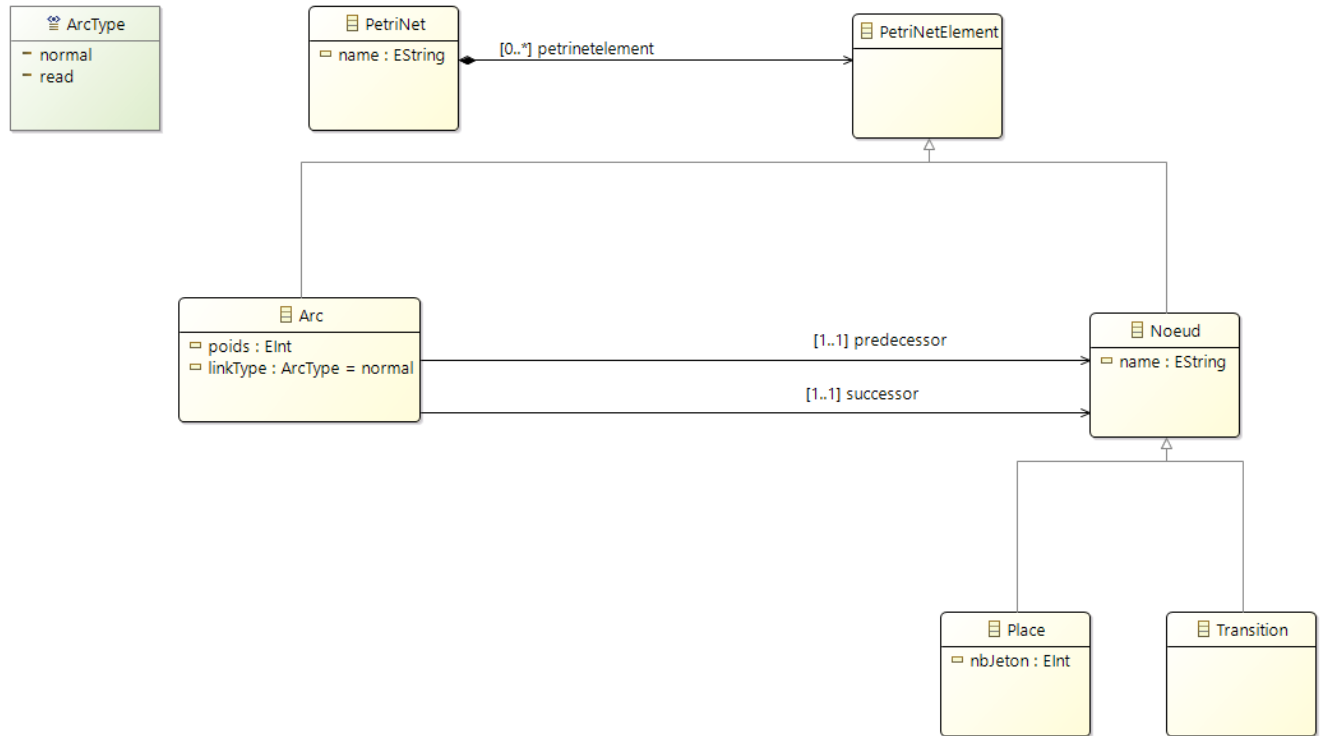 ArcType
normal
read
PetriNet
name : EString
[0..*] petrinetelement
PetriNetElement
Arc
poids : EInt
linkType : ArcType = normal
[1..1] predecessor
[1..1] successor
Noeud
name : EString
Place
nbJeton : EInt
Transition